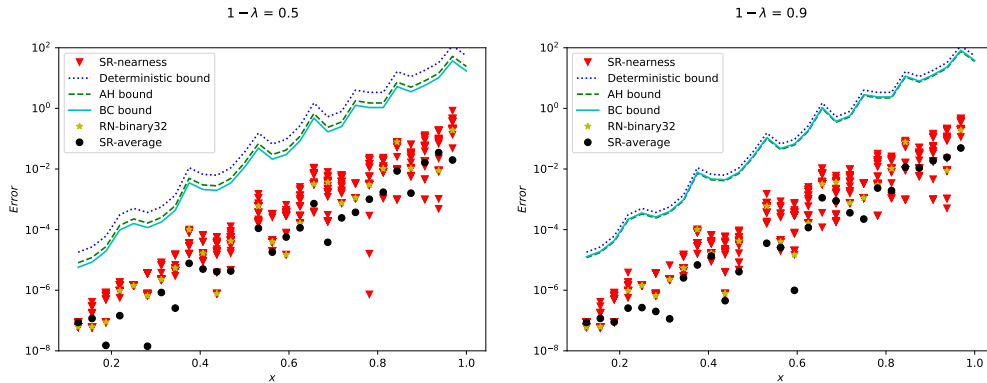 1 − λ = 0.5
10^2
10^0
10^−2
10^−4
10^−6
10^−8
Error
SR-nearness
Deterministic bound
AH bound
BC bound
RN-binary32
SR-average
0.2 0.4 0.6 0.8 1.0
x
1 − λ = 0.9
10^2
10^0
10^−2
10^−4
10^−6
10^−8
Error
SR-nearness
Deterministic bound
AH bound
BC bound
RN-binary32
SR-average
0.2 0.4 0.6 0.8 1.0
x